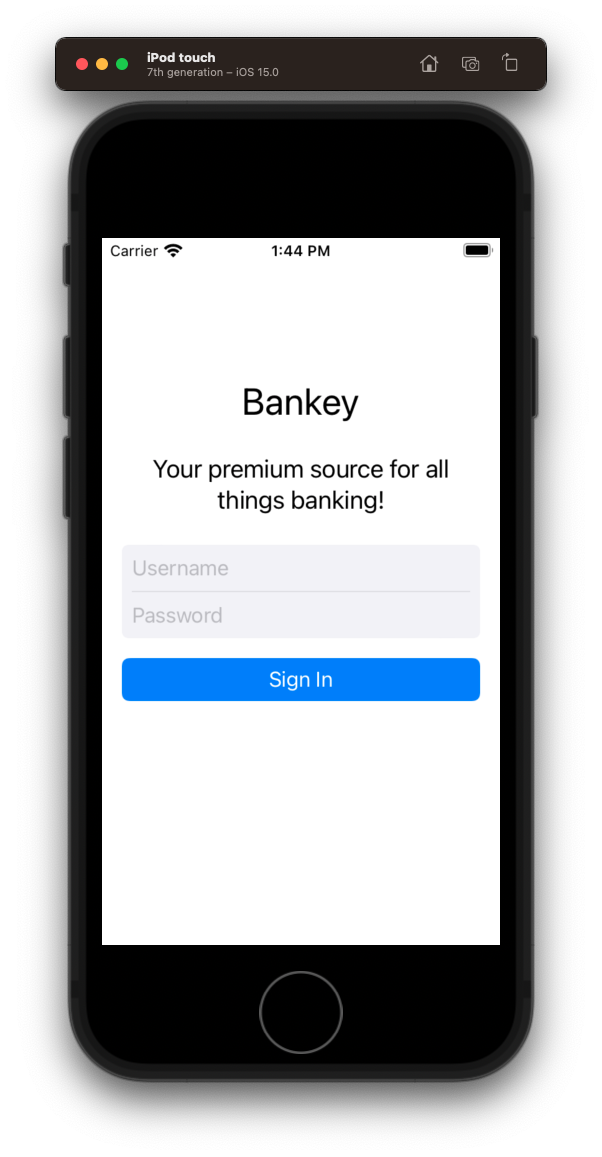 iPod touch
7th generation – iOS 15.0
Carrier 1:44 PM
Bankey
Your premium source for all
things banking!
Username
Password
Sign In